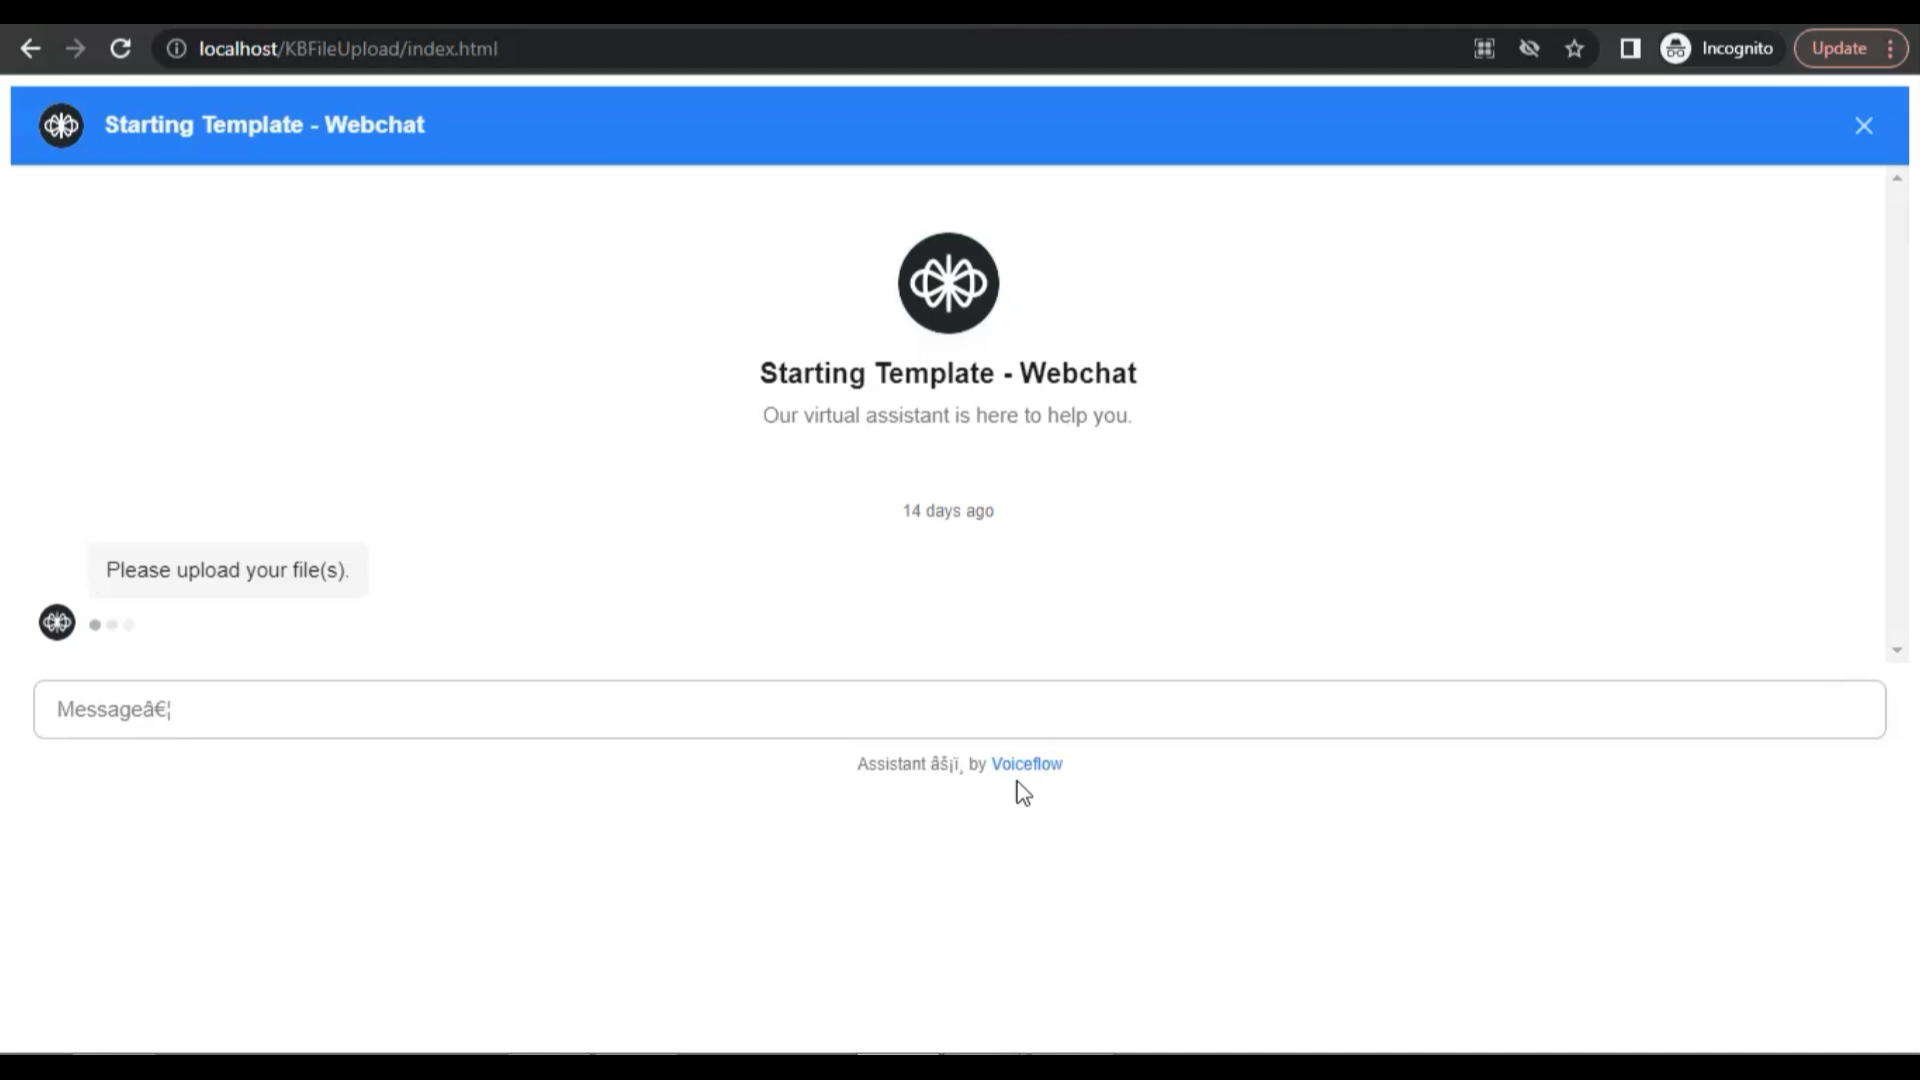 localhost/KBFileUpload/index.html
Incognito
Update
Starting Template - Webchat
Starting Template - Webchat
Our virtual assistant is here to help you.
14 days ago
Please upload your file(s).
Messageâ€¦
Assistant âš¡ï¸ by Voiceflow